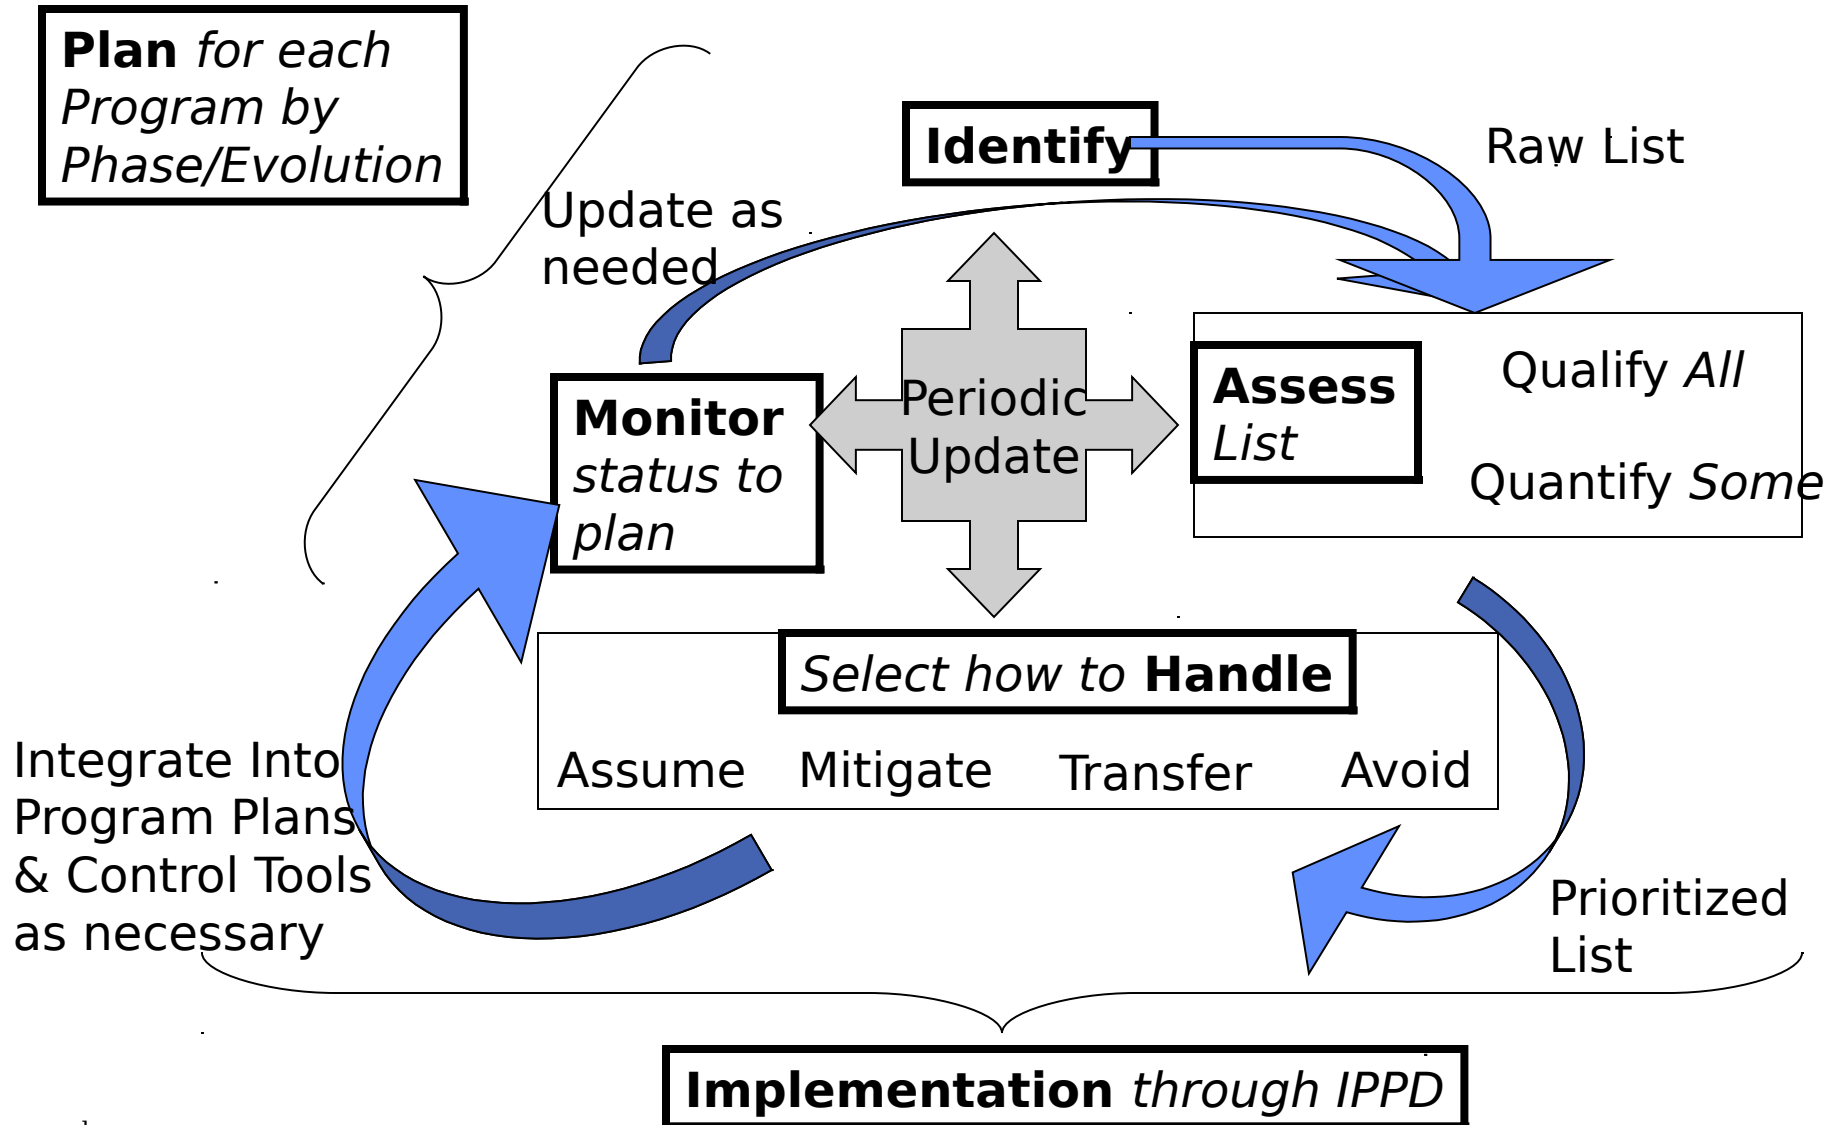 Plan for each
Program by
Phase/Evolution
Identify
Raw List
Update as
needed
Periodic
Update
Monitor
status to
plan
Assess
List
Qualify All
Quantify Some
Select how to Handle
Assume
Mitigate
Transfer
Avoid
Integrate Into
Program Plans
& Control Tools
as necessary
Prioritized
List
Implementation through IPPD